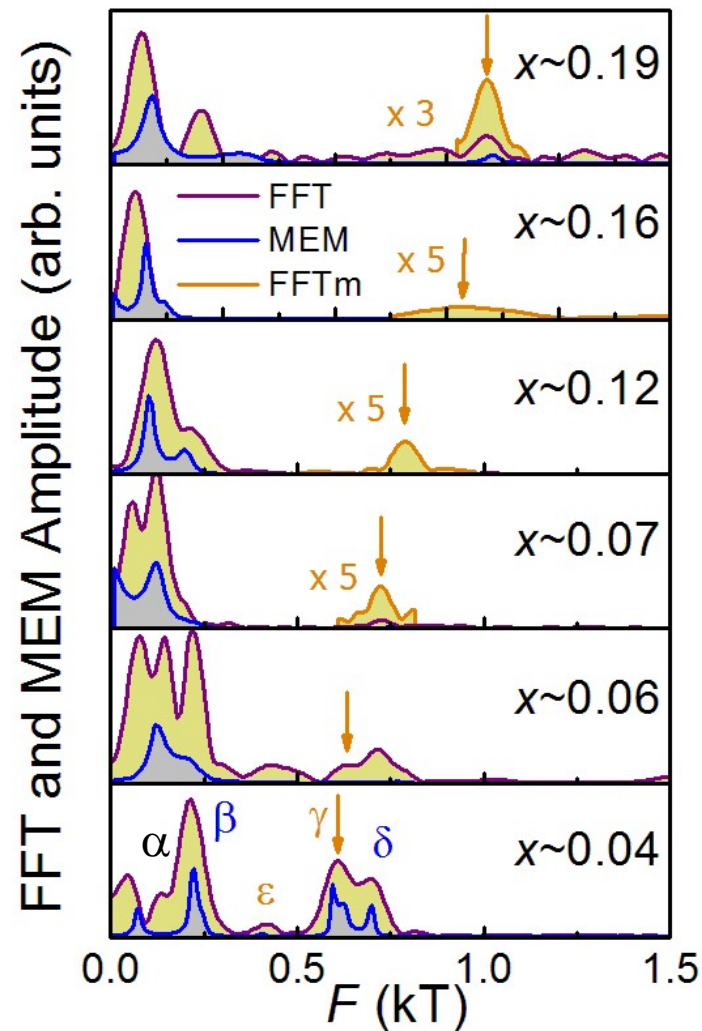 FFT and MEM Amplitude (arb. units)
x~0.19
x 3
FFT
MEM
FFTm
x~0.16
x 5
x~0.12
x 5
x~0.07
x 5
x~0.06
α
β
ε
γ
δ
x~0.04
0.0 0.5 1.0 1.5
F (kT)